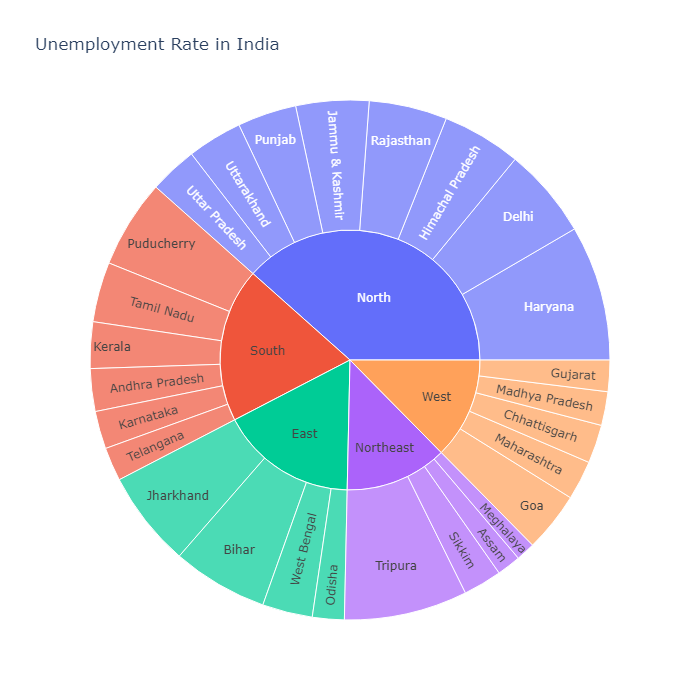 Unemployment Rate in India
Punjab
Jammu & Kashmir
Rajasthan
Himachal Pradesh
Uttarakhand
Uttar Pradesh
Delhi
Haryana
North
Puducherry
Tamil Nadu
Kerala
Andhra Pradesh
Karnataka
Telangana
South
East
Northeast
West
Gujarat
Madhya Pradesh
Chhattisgarh
Maharashtra
Goa
Jharkhand
Bihar
West Bengal
Odisha
Tripura
Sikkim
Assam
Meghalaya